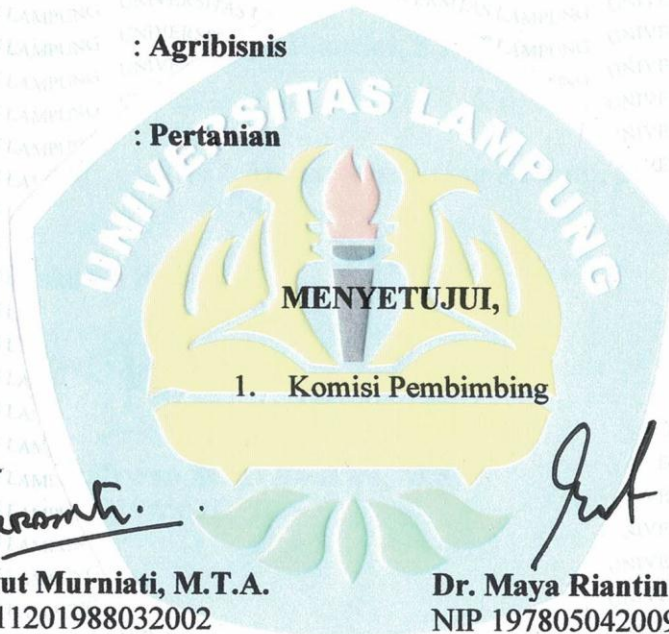 : Agribisnis
: Pertanian
UNIVERSITAS LAMPUNG
MENYETUJUI,
1. Komisi Pembimbing
ut Murniati, M.T.A.
Dr. Maya Riantin
11201988032002
NIP 197805042009